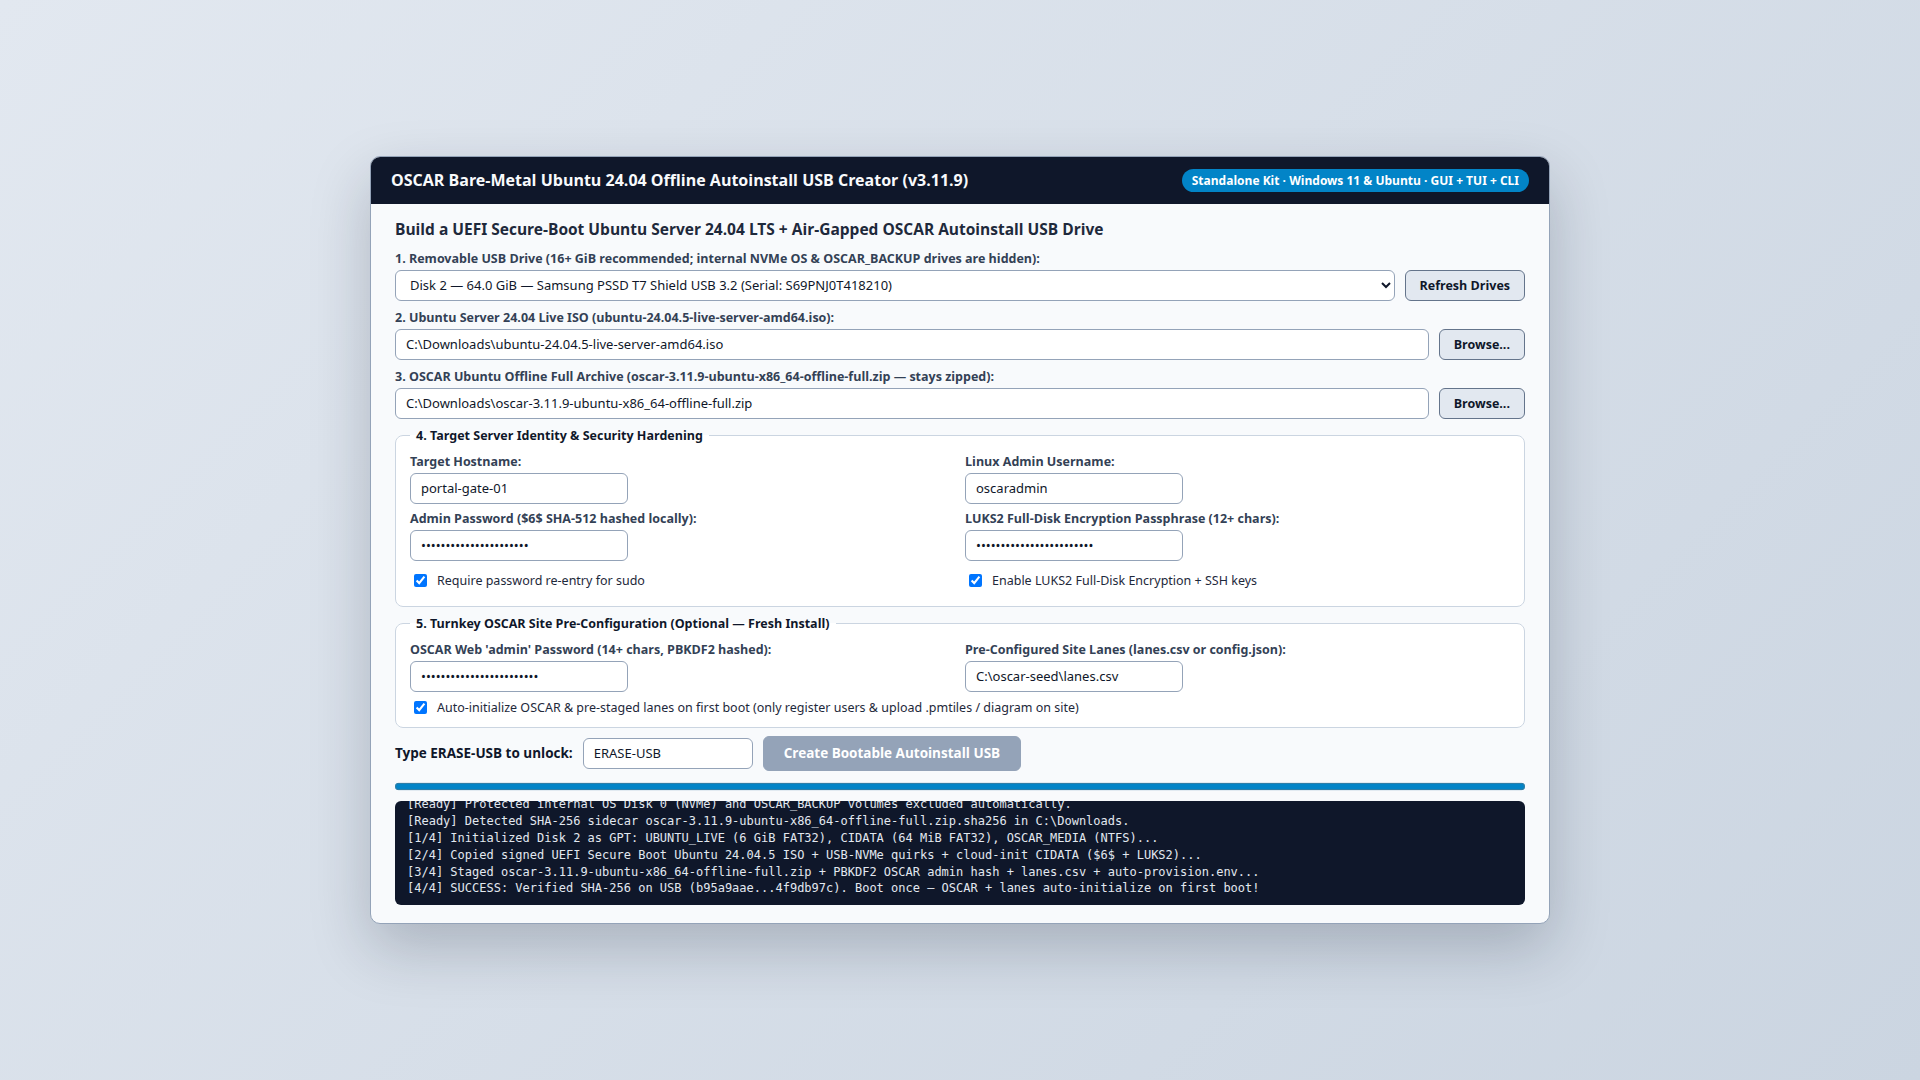 OSCAR Bare-Metal Ubuntu 24.04 Offline Autoinstall USB Creator (v3.11.9)
Standalone Kit · Windows 11 & Ubuntu · GUI + TUI + CLI
Build a UEFI Secure-Boot Ubuntu Server 24.04 LTS + Air-Gapped OSCAR Autoinstall USB Drive
1. Removable USB Drive (16+ GiB recommended; internal NVMe OS & OSCAR_BACKUP drives are hidden):
Disk 2 — 64.0 GiB — Samsung PSSD T7 Shield USB 3.2 (Serial: S69PNJ0T418210)
Refresh Drives
2. Ubuntu Server 24.04 Live ISO (ubuntu-24.04.5-live-server-amd64.iso):
C:\Downloads\ubuntu-24.04.5-live-server-amd64.iso
Browse...
3. OSCAR Ubuntu Offline Full Archive (oscar-3.11.9-ubuntu-x86_64-offline-full.zip — stays zipped):
C:\Downloads\oscar-3.11.9-ubuntu-x86_64-offline-full.zip
Browse...
4. Target Server Identity & Security Hardening
Target Hostname:
Linux Admin Username:
portal-gate-01
oscaradmin
Admin Password ($6$ SHA-512 hashed locally):
LUKS2 Full-Disk Encryption Passphrase (12+ chars):
••••••••••••••••••••••
••••••••••••••••••••••••
Require password re-entry for sudo
Enable LUKS2 Full-Disk Encryption + SSH keys
5. Turnkey OSCAR Site Pre-Configuration (Optional — Fresh Install)
OSCAR Web 'admin' Password (14+ chars, PBKDF2 hashed):
Pre-Configured Site Lanes (lanes.csv or config.json):
••••••••••••••••••••••••
C:\oscar-seed\lanes.csv
Auto-initialize OSCAR & pre-staged lanes on first boot (only register users & upload .pmtiles / diagram on site)
Type ERASE-USB to unlock:
ERASE-USB
Create Bootable Autoinstall USB
[Ready] Protected internal OS Disk 0 (NVMe) and OSCAR_BACKUP volumes excluded automatically.
[Ready] Detected SHA-256 sidecar oscar-3.11.9-ubuntu-x86_64-offline-full.zip.sha256 in C:\Downloads.
[1/4] Initialized Disk 2 as GPT: UBUNTU_LIVE (6 GiB FAT32), CIDATA (64 MiB FAT32), OSCAR_MEDIA (NTFS)...
[2/4] Copied signed UEFI Secure Boot Ubuntu 24.04.5 ISO + USB-NVMe quirks + cloud-init CIDATA ($6$ + LUKS2)...
[3/4] Staged oscar-3.11.9-ubuntu-x86_64-offline-full.zip + PBKDF2 OSCAR admin hash + lanes.csv + auto-provision.env...
[4/4] SUCCESS: Verified SHA-256 on USB (b95a9aae...4f9db97c). Boot once — OSCAR + lanes auto-initialize on first boot!